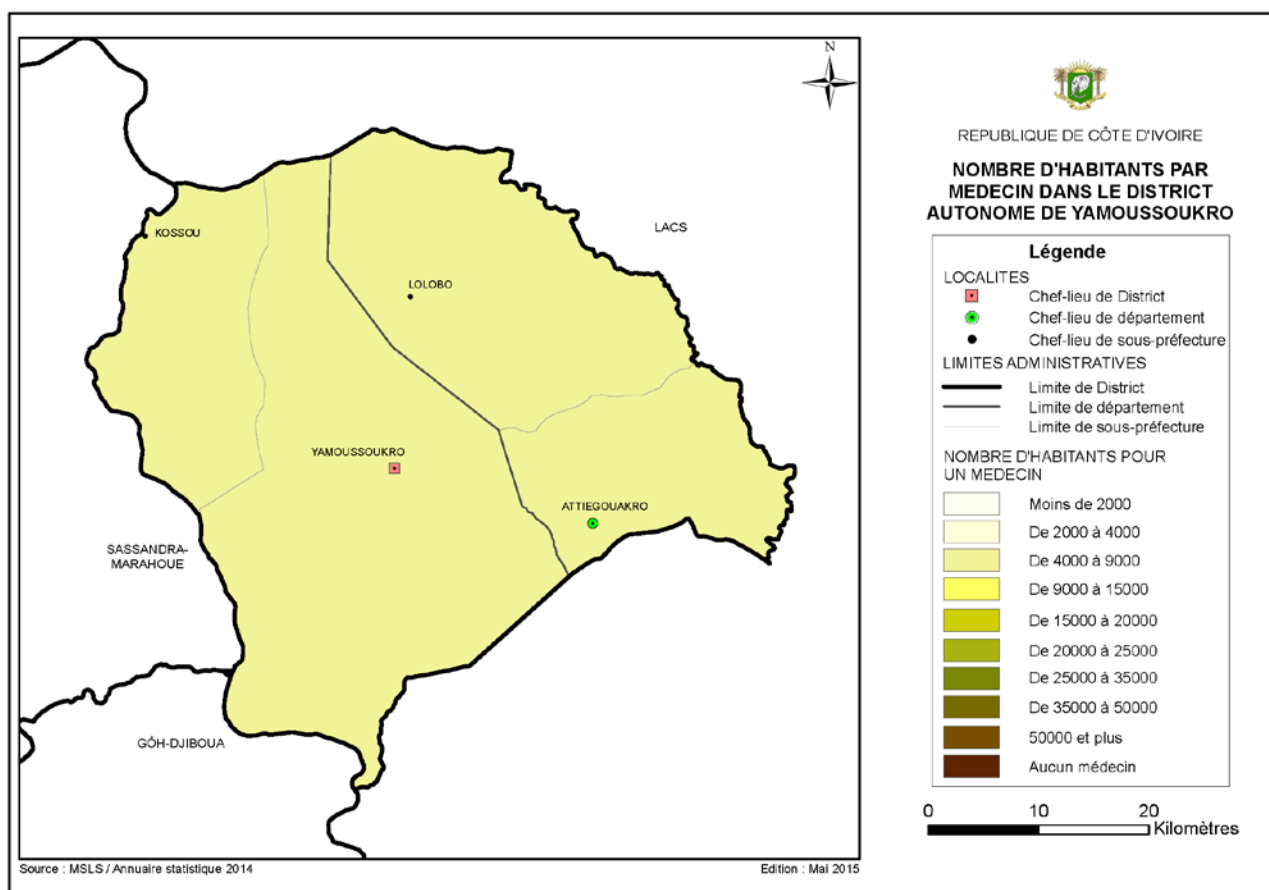 N
KOSSOU
LACS
LOLOBO
YAMOUSSOUKRO
ATTIEGOUAKRO
SASSANDRA-
MARAHOUE
GÔH-DJIBOUA
Source : MSLS / Annuaire statistique 2014
Edition : Mai 2015
REPUBLIQUE DE CÔTE D'IVOIRE
NOMBRE D'HABITANTS PAR
MEDECIN DANS LE DISTRICT
AUTONOME DE YAMOUSSOUKRO
Légende
LOCALITES
Chef-lieu de District
Chef-lieu de département
Chef-lieu de sous-préfecture
LIMITES ADMINISTRATIVES
Limite de District
Limite de département
Limite de sous-préfecture
NOMBRE D'HABITANTS POUR
UN MEDECIN
Moins de 2000
De 2000 à 4000
De 4000 à 9000
De 9000 à 15000
De 15000 à 20000
De 20000 à 25000
De 25000 à 35000
De 35000 à 50000
50000 et plus
Aucun médecin
0 10 20
Kilomètres